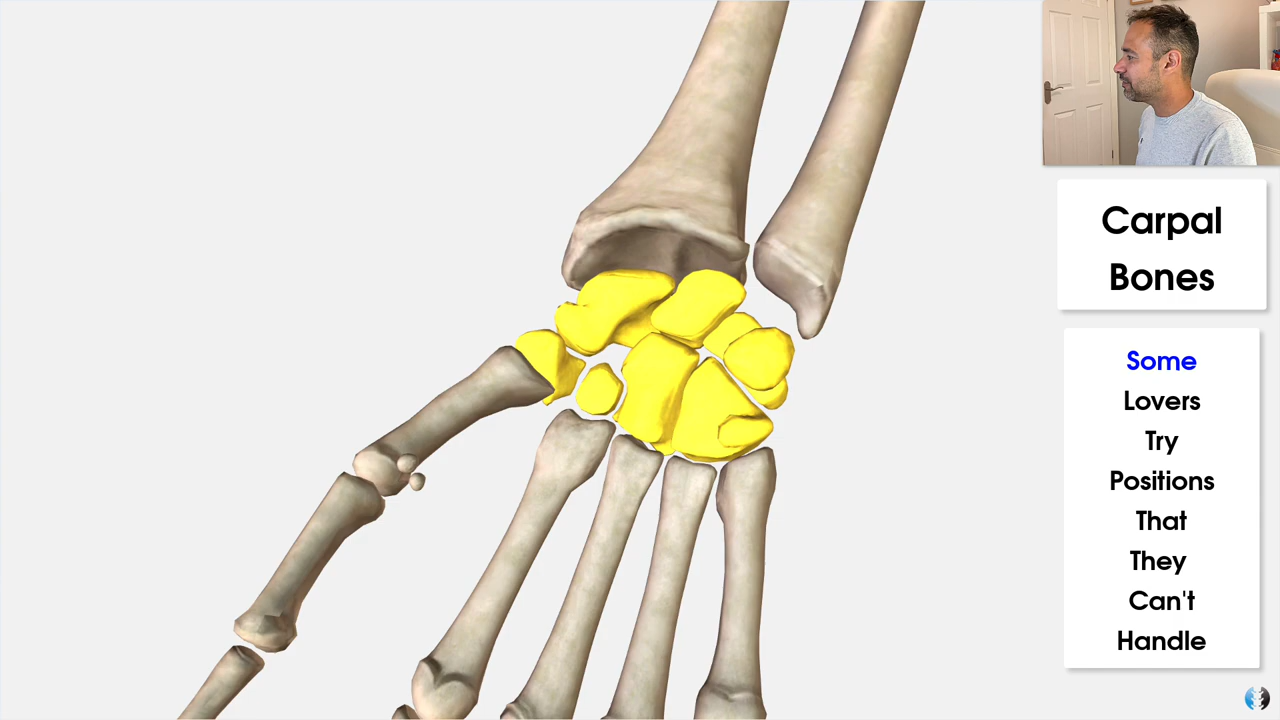 Carpal
Bones
Some
Lovers
Try
Positions
That
They
Can't
Handle